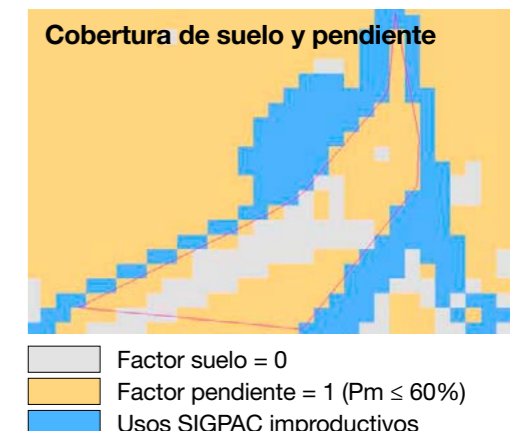 Cobertura de suelo y pendiente
Factor suelo = 0
Factor pendiente = 1 (Pm ≤ 60%)
Usos SIGPAC improductivos